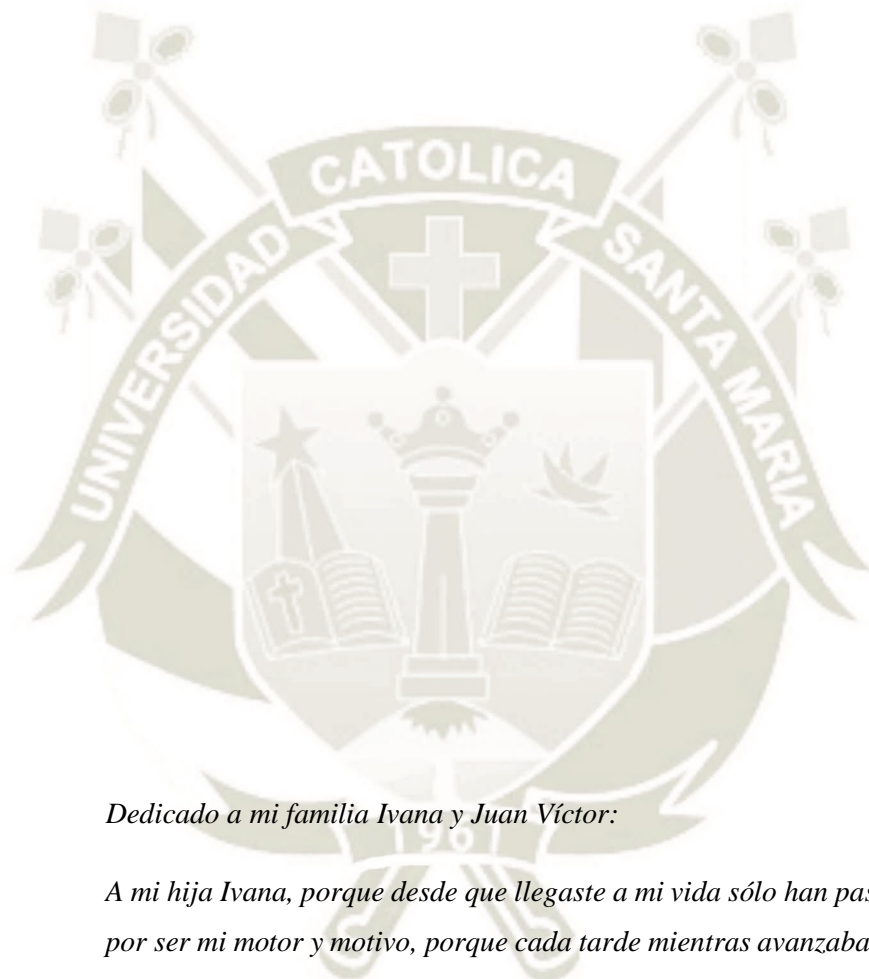 UNIVERSIDAD CATOLICA SANTA MARIA
Dedicado a mi familia Ivana y Juan Víctor:
1961
A mi hija Ivana, porque desde que llegaste a mi vida sólo han
por ser mi motor y motivo, porque cada tarde mientras